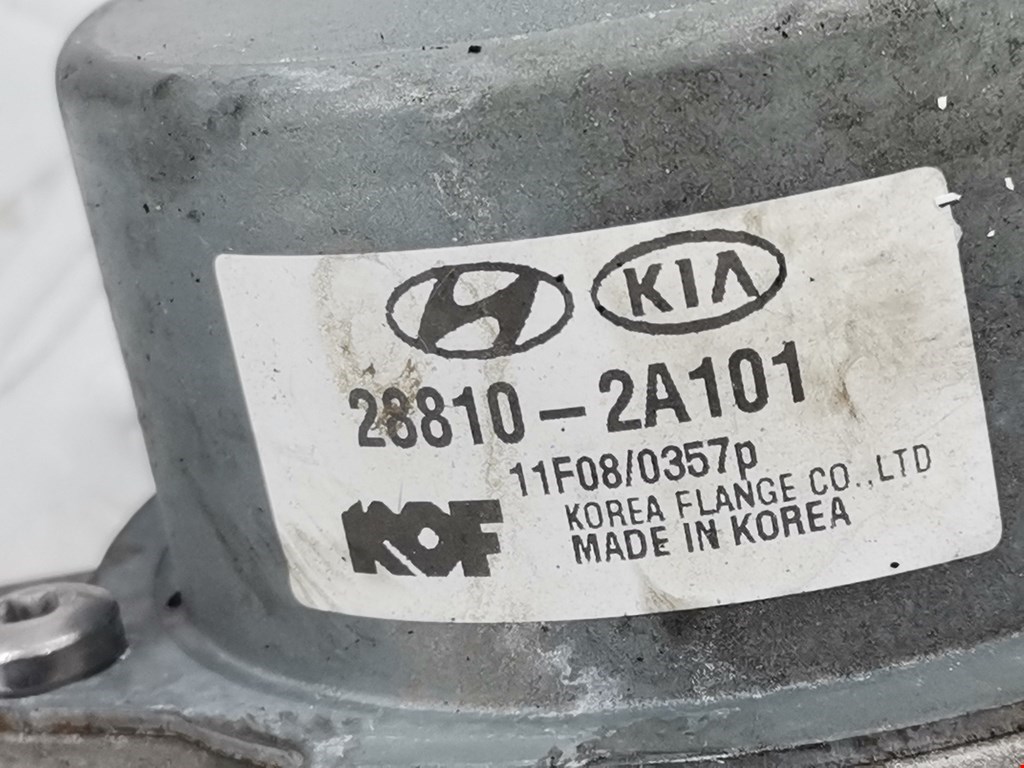 KIA
28810-2A101
11F08/0357p
KOF
KOREA FLANGE CO.,LTD
MADE IN KOREA